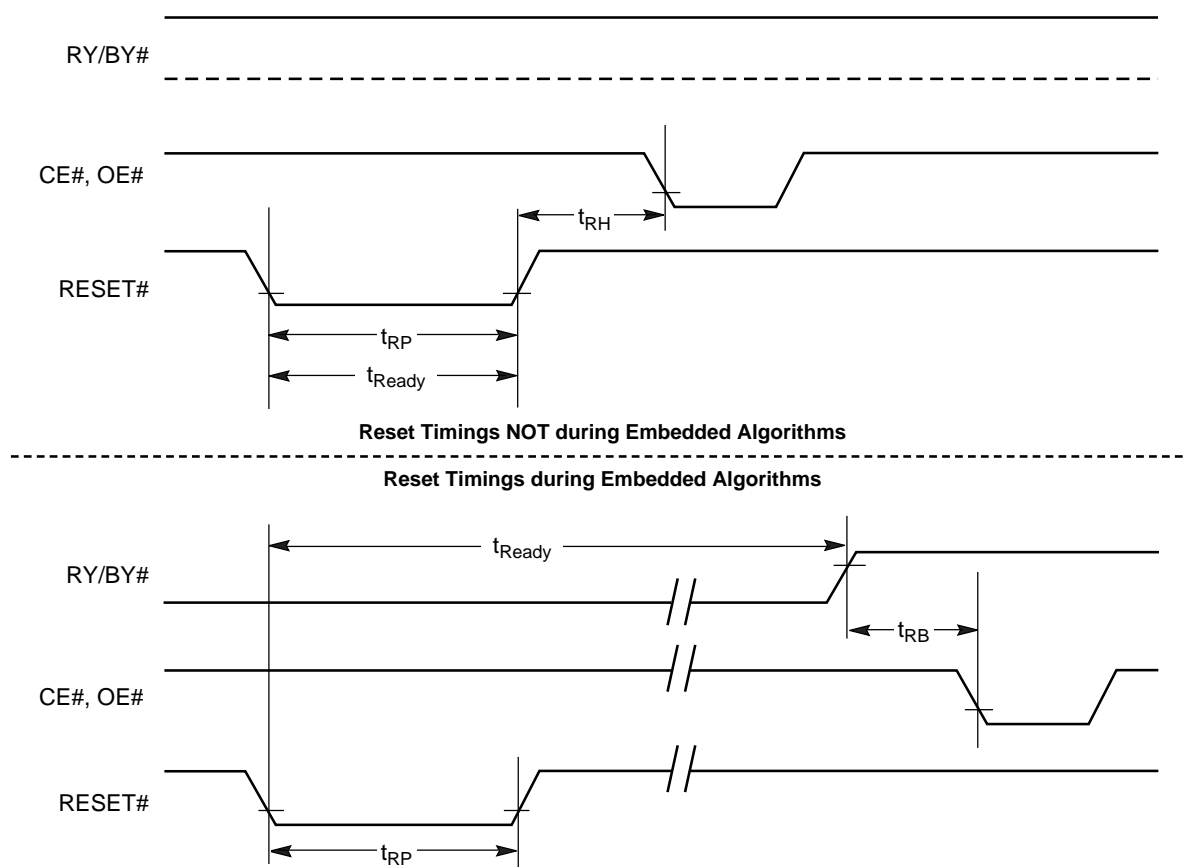 RY/BY#
CE#, OE#
tRH
RESET#
tRP
tReady
Reset Timings NOT during Embedded Algorithms
Reset Timings during Embedded Algorithms
tReady
RY/BY#
tRB
CE#, OE#
RESET#
tRP